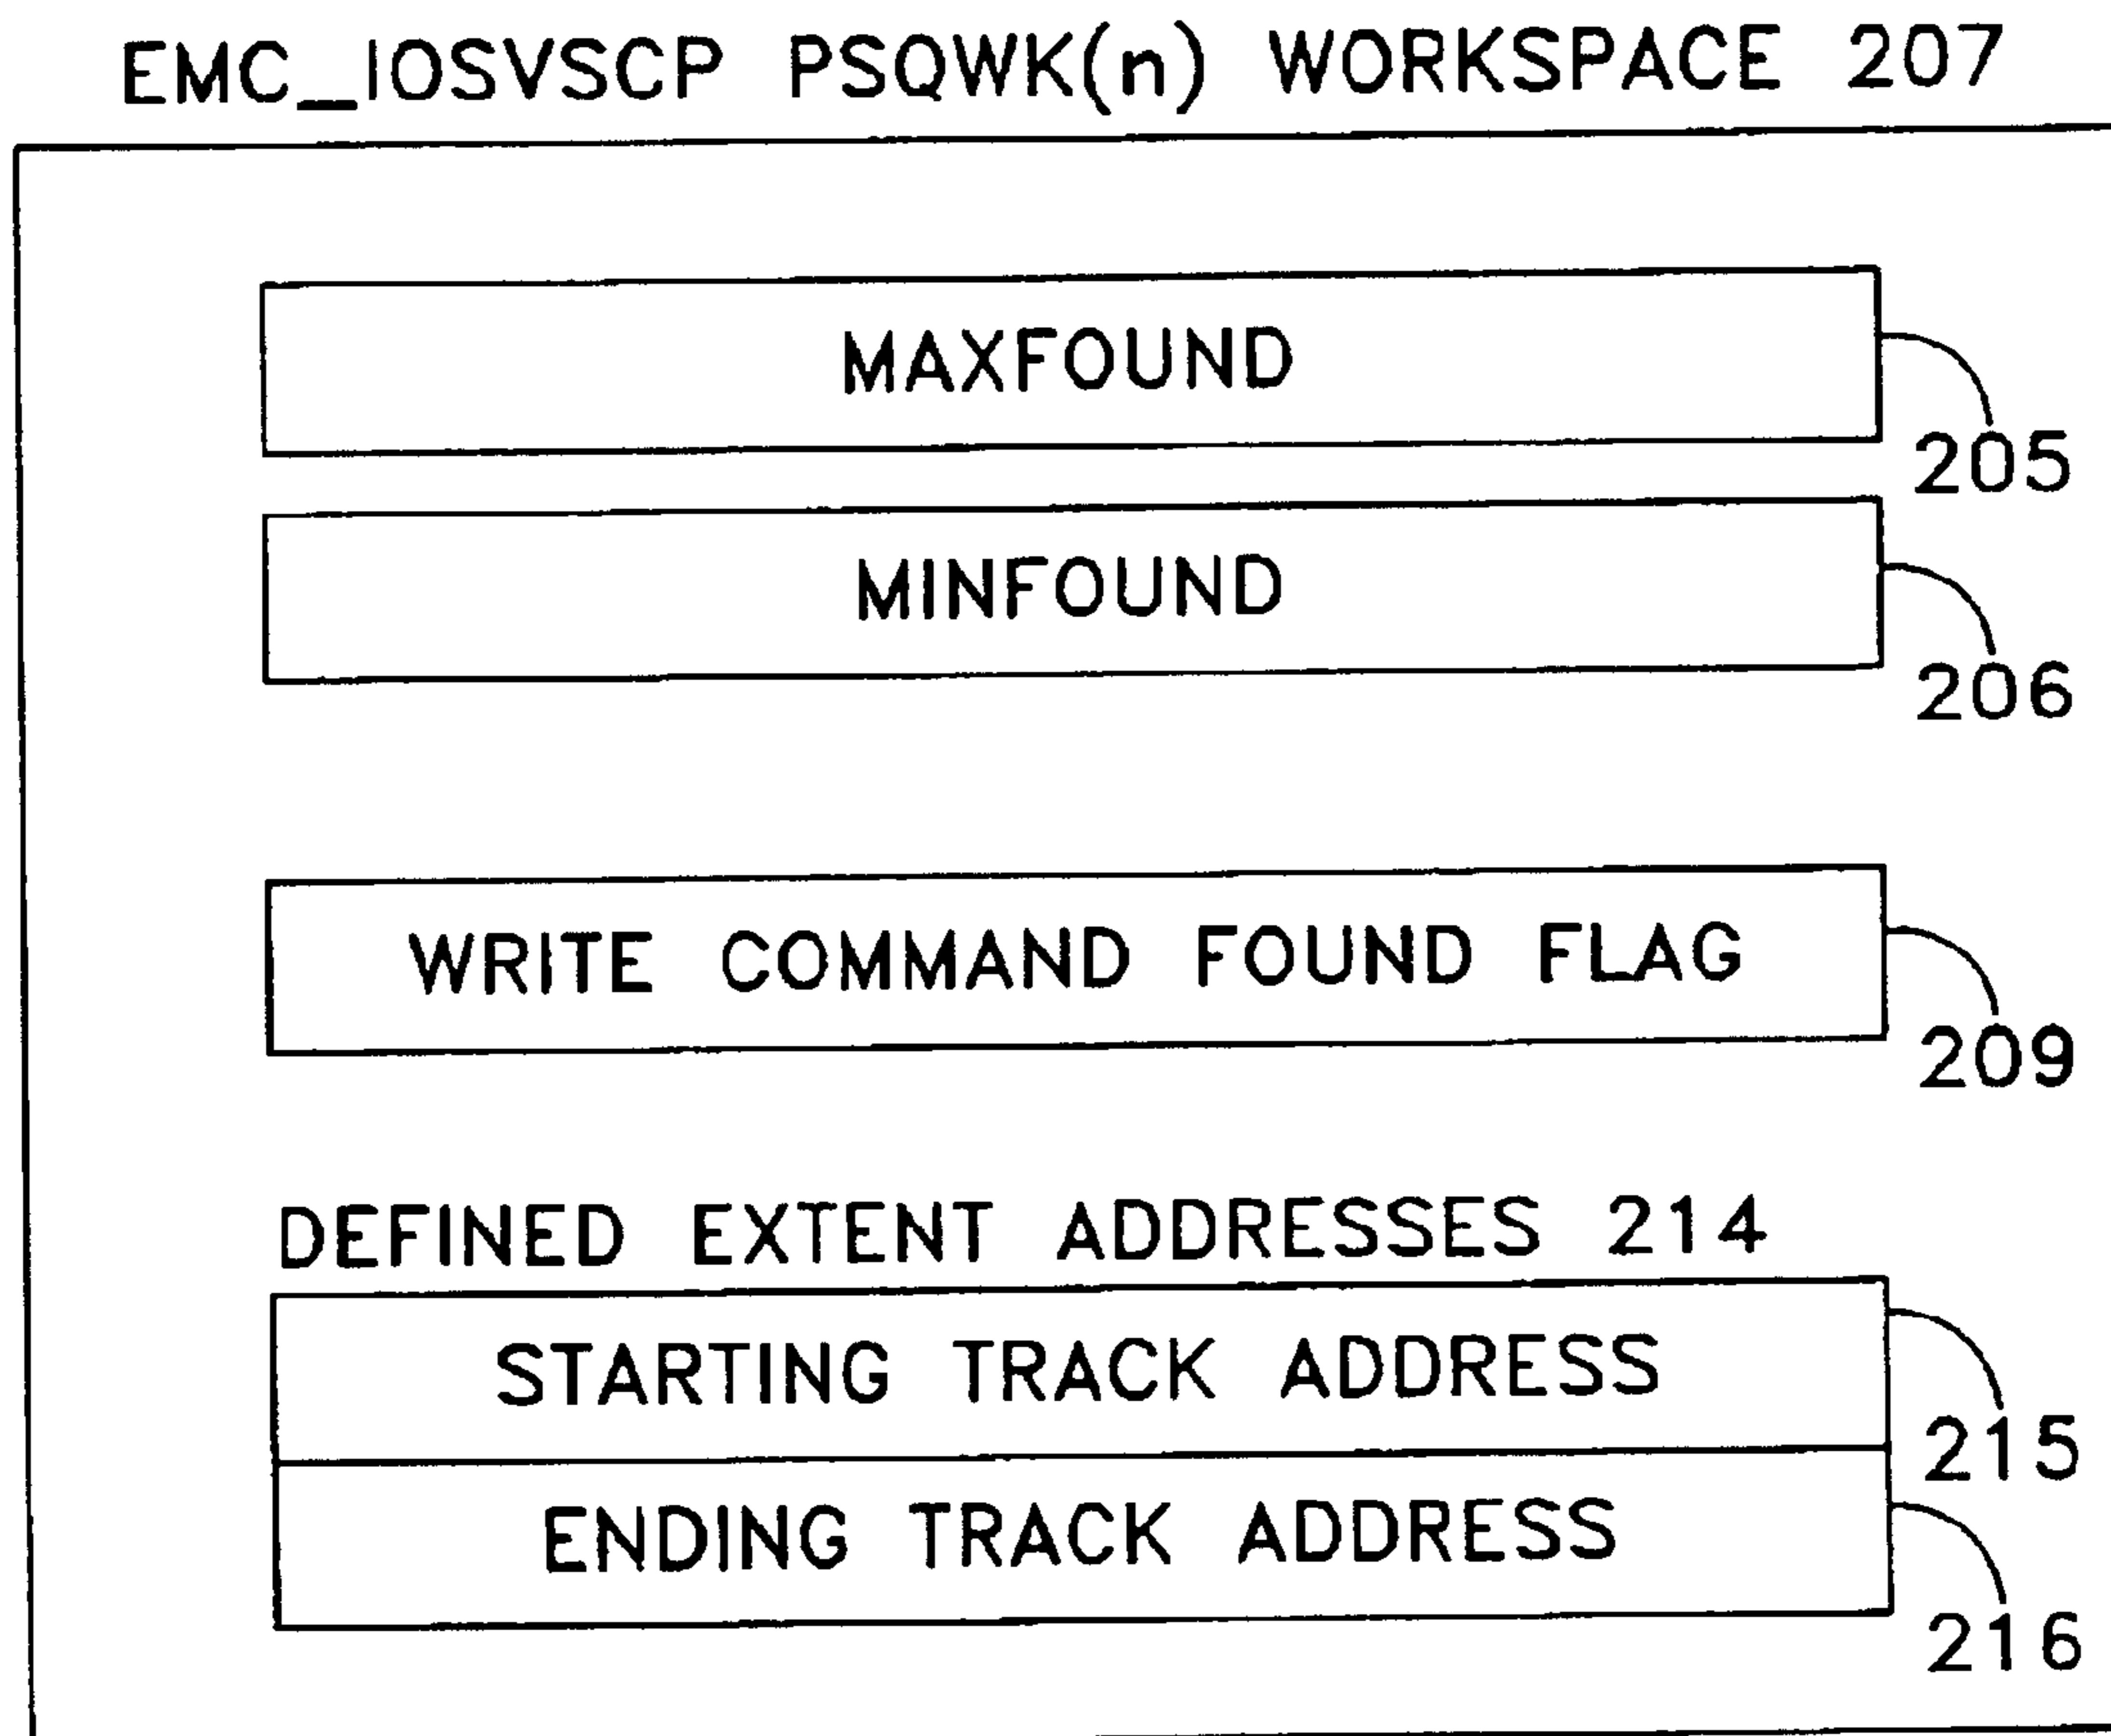 EMC_IOSVSCP PSQWK(n) WORKSPACE 207
MAXFOUND
205
MINFOUND
206
WRITE COMMAND FOUND FLAG
209
DEFINED EXTENT ADDRESSES 214
STARTING TRACK ADDRESS
215
ENDING TRACK ADDRESS
216